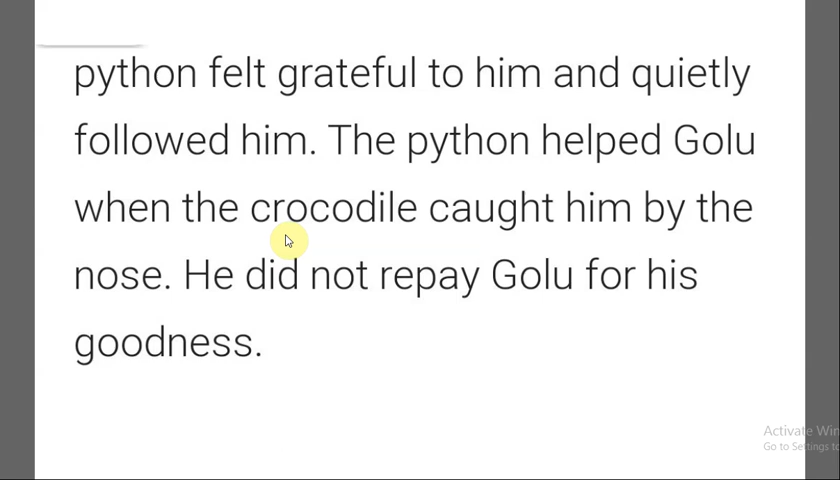 python felt grateful to him and quietly
followed him. The python helped Golu
when the crocodile caught him by the
nose. He did not repay Golu for his
goodness.
Activate Win
Go to Settings to